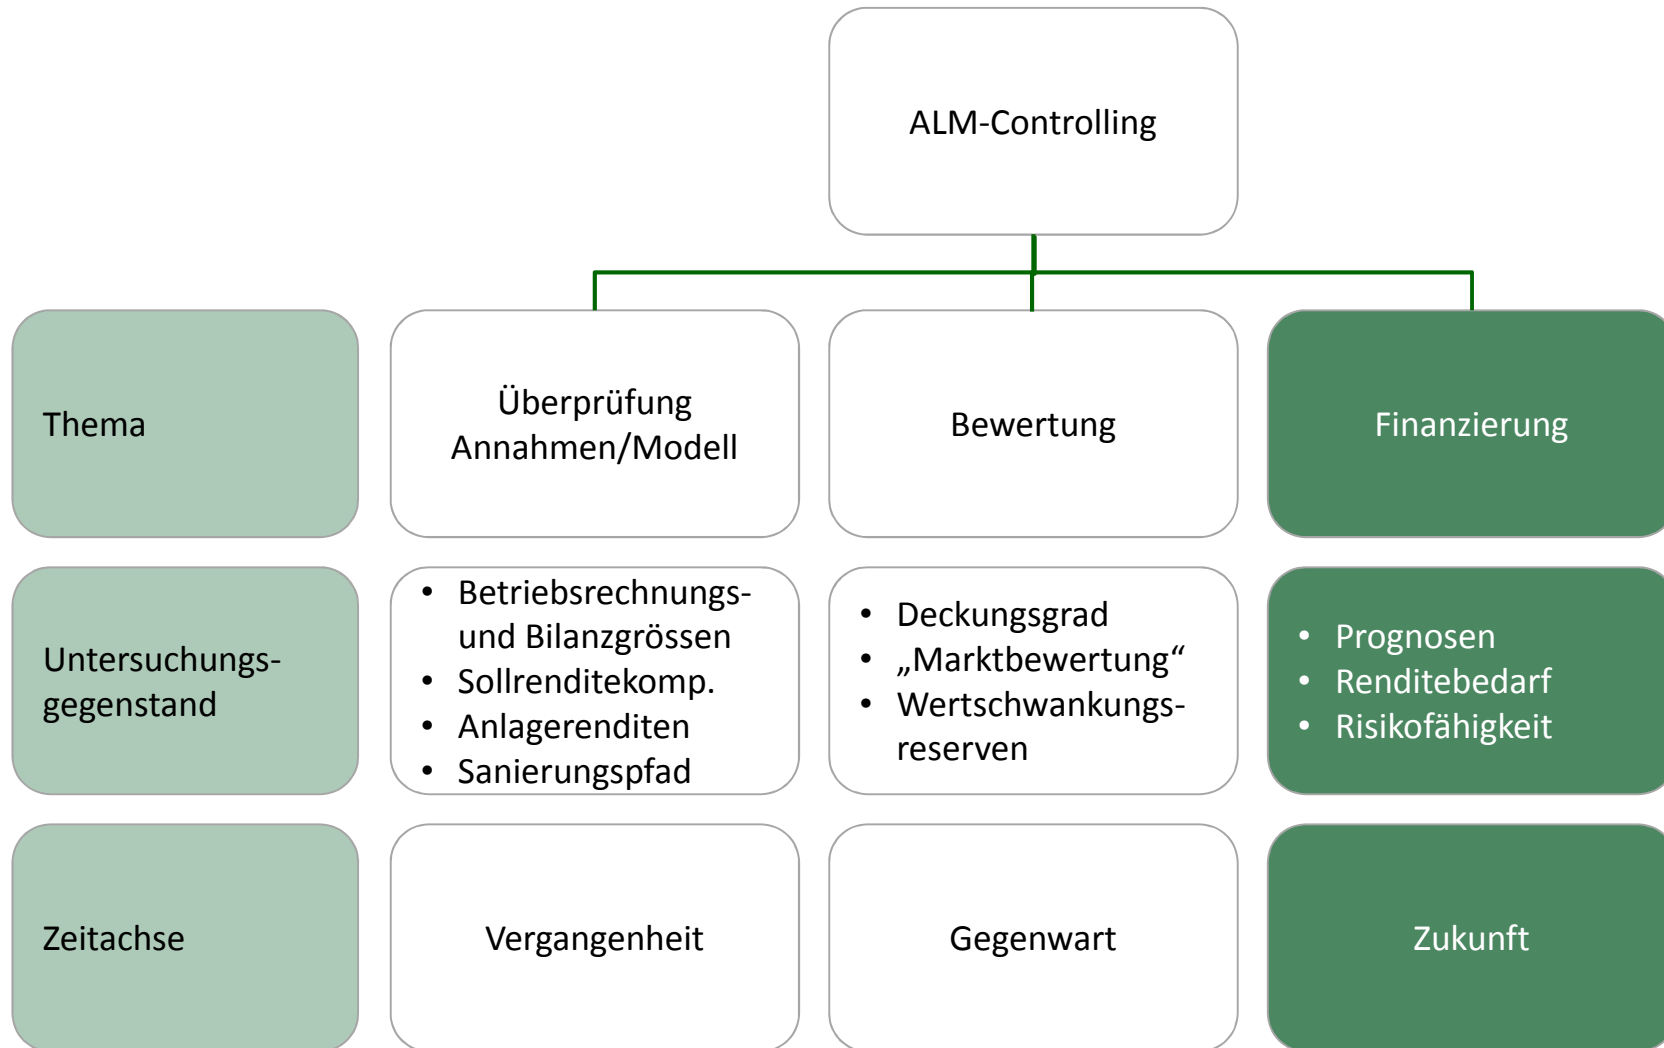 ALM-Controlling
Thema
Überprüfung
Annahmen/Modell
Bewertung
Finanzierung
Untersuchungs-
gegenstand
• Betriebsrechnungs-
und Bilanzgrössen
• Sollrenditekomp.
• Anlagerenditen
• Sanierungspfad
• Deckungsgrad
• „Marktbewertung“
• Wertschwankungs-
reserven
• Prognosen
• Renditebedarf
• Risikofähigkeit
Zeitachse
Vergangenheit
Gegenwart
Zukunft